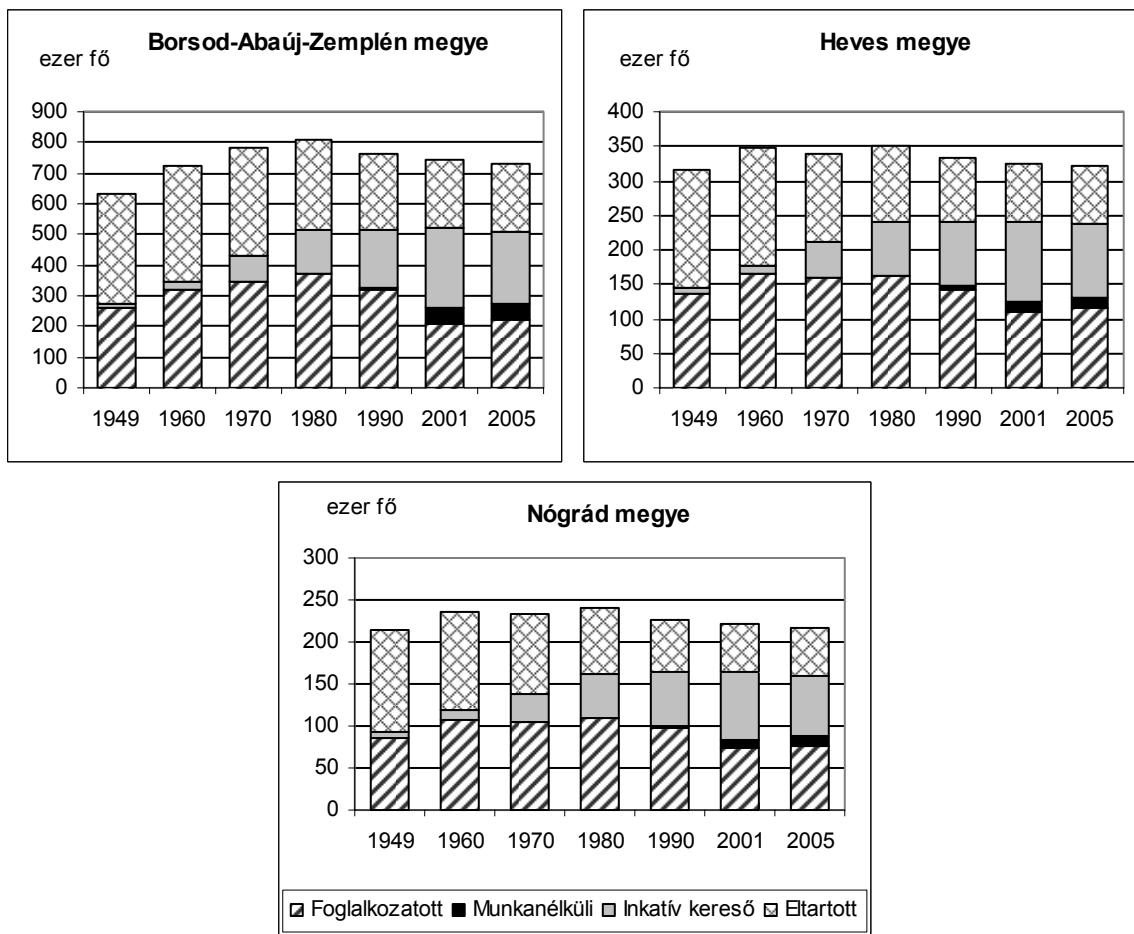 Borsod-Abaúj-Zemplén megye
ezer fő
900
800
700
600
500
400
300
200
100
0
1949 1960 1970 1980 1990 2001 2005
Heves megye
ezer fő
400
350
300
250
200
150
100
50
0
1949 1960 1970 1980 1990 2001 2005
ezer fő
Nógrád megye
300
250
200
150
100
50
0
1949 1960 1970 1980 1990 2001 2005
Foglalkozatott Munkanélküli Inkatív kereső Eltartott